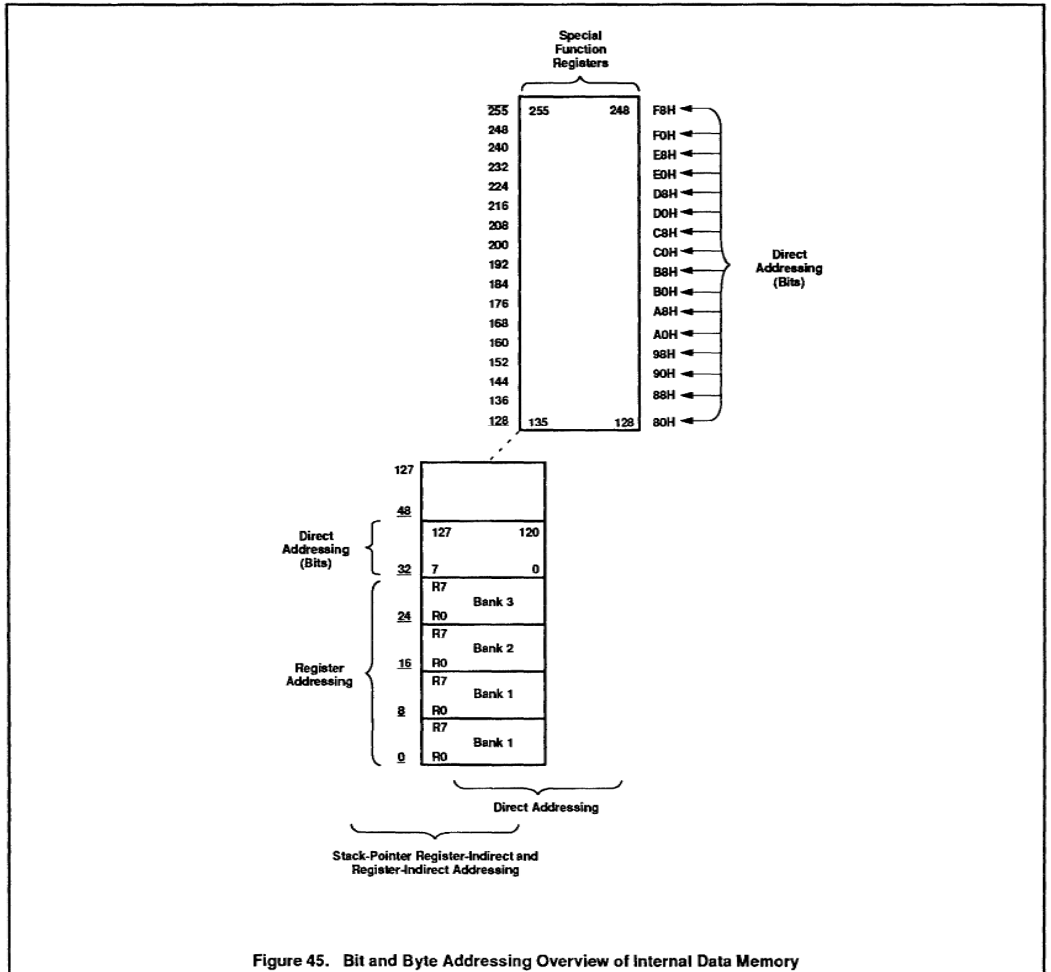 Special
Function
Registers
255 255 248 F8H
248 F0H
240 E8H
232 E0H
224 D8H
216 D0H
208 C8H
200 C0H
192 B8H
184 B0H
176 A8H
168 A0H
160 98H
152 90H
144 88H
136
128 135 128 80H
Direct
Addressing
(Bits)
127
48
127 120
Direct
Addressing
(Bits)
32 7 0
R7
Bank 3
24 R0
R7
Bank 2
16 R0
Register
Addressing
R7
Bank 1
8 R0
R7
Bank 1
0 R0
Direct Addressing
Stack-Pointer Register-Indirect and
Register-Indirect Addressing
Figure 45. Bit and Byte Addressing Overview of Internal Data Memory